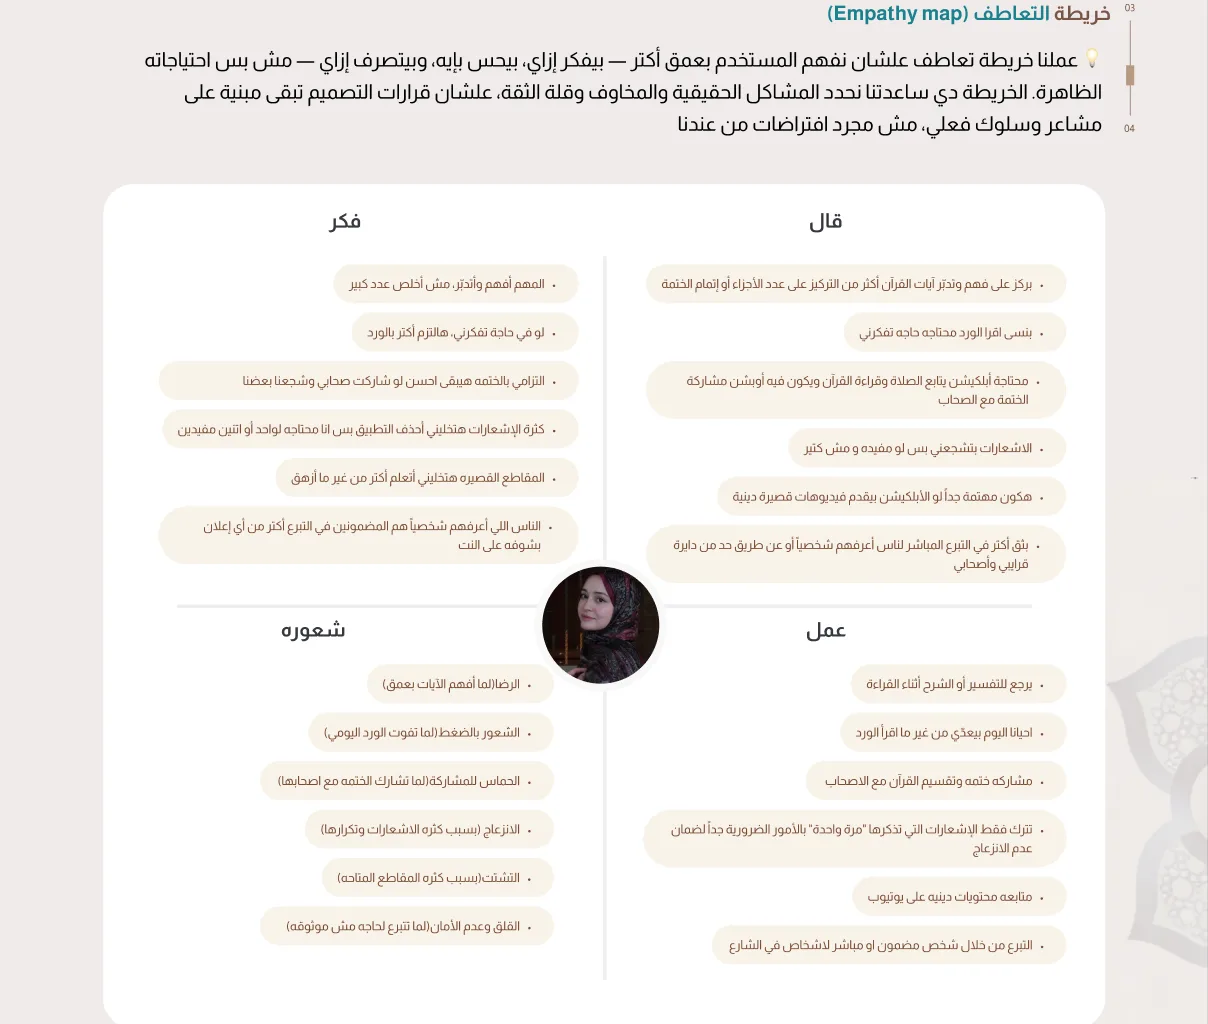 خريطة التعاطف (Empathy map)
03
💡 عملنا خريطة تعاطف علشان نفهم المستخدم بعمق أكتر — بيفكر إزاي، بيحس بإيه، وبيتصرف إزاي — مش بس احتياجاته
الظاهرة. الخريطة دي ساعدتنا نحدد المشاكل الحقيقية والمخاوف وقلة الثقة، علشان قرارات التصميم تبقى مبنية على
مشاعر وسلوك فعلي، مش مجرد افتراضات من عندنا
04
قال
• بركز على فهم وتدبّر آيات القرآن أكثر من التركيز على عدد الأجزاء أو إتمام الختمة
• بنسى اقرا الورد محتاجه حاجه تفكرني
• محتاجة أبلكيشن يتابع الصلاة وقراءة القرآن ويكون فيه أوبشن مشاركة
الختمة مع الصحاب
• الاشعارات بتشجعني بس لو مفيده و مش كتير
• هكون مهتمة جداً لو الأبلكيشن بيقدم فيديوهات قصيرة دينية
• بثق أكتر في التبرع المباشر لناس أعرفهم شخصياً أو عن طريق حد من دايرة
قرايبي وأصحابي
فكر
• المهم أفهم وأتدبّر، مش أخلص عدد كبير
• لو في حاجة تفكرني، هالتزم أكتر بالورد
• التزامي بالختمه هيبقى احسن لو شاركت صحابي وشجعنا بعضنا
• كثرة الإشعارات هتخليني أحذف التطبيق بس انا محتاجه لواحد أو اتنين مفيدين
• المقاطع القصيره هتخليني أتعلم أكتر من غير ما أزهق
• الناس اللي أعرفهم شخصياً هم المضمونين في التبرع أكتر من أي إعلان
بشوفه على النت
عمل
• يرجع للتفسير أو الشرح أثناء القراءة
• احيانا اليوم بيعدّي من غير ما اقرأ الورد
• مشاركه ختمه وتقسيم القرآن مع الاصحاب
• تترك فقط الإشعارات التي تذكرها "مرة واحدة" بالأمور الضرورية جداً لضمان
عدم الانزعاج
• متابعه محتويات دينيه على يوتيوب
• التبرع من خلال شخص مضمون او مباشر لاشخاص في الشارع
شعوره
• الرضا(لما أفهم الآيات بعمق)
• الشعور بالضغط(لما تفوت الورد اليومي)
• الحماس للمشاركة(لما تشارك الختمه مع اصحابها)
• الانزعاج (بسبب كثره الاشعارات وتكرارها)
• التشتت(بسبب كثره المقاطع المتاحه)
• القلق وعدم الأمان(لما تتبرع لحاجه مش موثوقه)